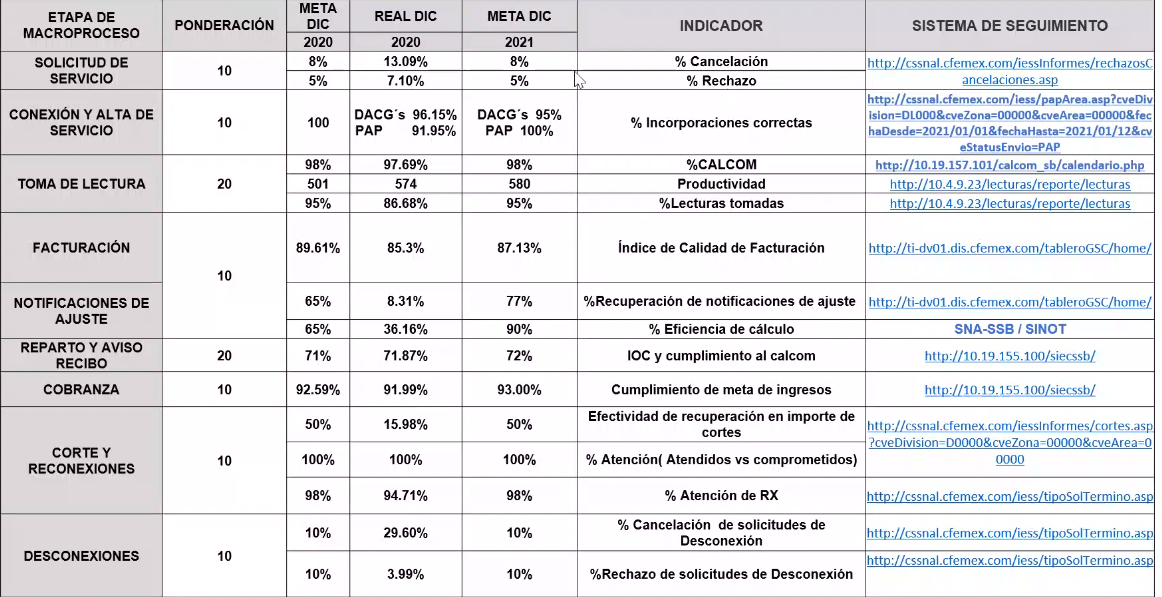 ETAPA DE
MACROPROCESO
PONDERACIÓN
META
DIC
REAL DIC
META DIC
INDICADOR
SISTEMA DE SEGUIMIENTO
2020
2020
2021
SOLICITUD DE
SERVICIO
10
8%
13.09%
8%
% Cancelación
http://cssnal.cfemex.com/iessInformes/rechazosC
ancelaciones.asp
5%
7.10%
5%
% Rechazo
CONEXIÓN Y ALTA DE
SERVICIO
10
100
DACG´s 96.15%
PAP 91.95%
DACG´s 95%
PAP 100%
% Incorporaciones correctas
http://cssnal.cfemex.com/iess/papArea.asp?cveDiv
ision=DL000&cveZona=00000&cveArea=00000&fec
haDesde=2021/01/01&fechaHasta=2021/01/12&cv
eStatusEnvio=PAP
TOMA DE LECTURA
20
98%
97.69%
98%
%CALCOM
http://10.19.157.101/calcom_sb/calendario.php
501
574
580
Productividad
http://10.4.9.23/lecturas/reporte/lecturas
95%
86.68%
95%
%Lecturas tomadas
http://10.4.9.23/lecturas/reporte/lecturas
FACTURACIÓN
10
89.61%
85.3%
87.13%
Índice de Calidad de Facturación
http://ti-dv01.dis.cfemex.com/tableroGSC/home/
NOTIFICACIONES DE
AJUSTE
65%
8.31%
77%
%Recuperación de notificaciones de ajuste
http://ti-dv01.dis.cfemex.com/tableroGSC/home/
65%
36.16%
90%
% Eficiencia de cálculo
SNA-SSB / SINOT
REPARTO Y AVISO
RECIBO
20
71%
71.87%
72%
IOC y cumplimiento al calcom
http://10.19.155.100/siecssb/
COBRANZA
10
92.59%
91.99%
93.00%
Cumplimiento de meta de ingresos
http://10.19.155.100/siecssb/
CORTE Y
RECONEXIONES
10
50%
15.98%
50%
Efectividad de recuperación en importe de
cortes
http://cssnal.cfemex.com/iessInformes/cortes.asp
?cveDivision=D0000&cveZona=00000&cveArea=0
0000
100%
100%
100%
% Atención( Atendidos vs comprometidos)
98%
94.71%
98%
% Atención de RX
http://cssnal.cfemex.com/iess/tipoSolTermino.asp
DESCONEXIONES
10
10%
29.60%
10%
% Cancelación de solicitudes de
Desconexión
http://cssnal.cfemex.com/iess/tipoSolTermino.asp
10%
3.99%
10%
%Rechazo de solicitudes de Desconexión
http://cssnal.cfemex.com/iess/tipoSolTermino.asp